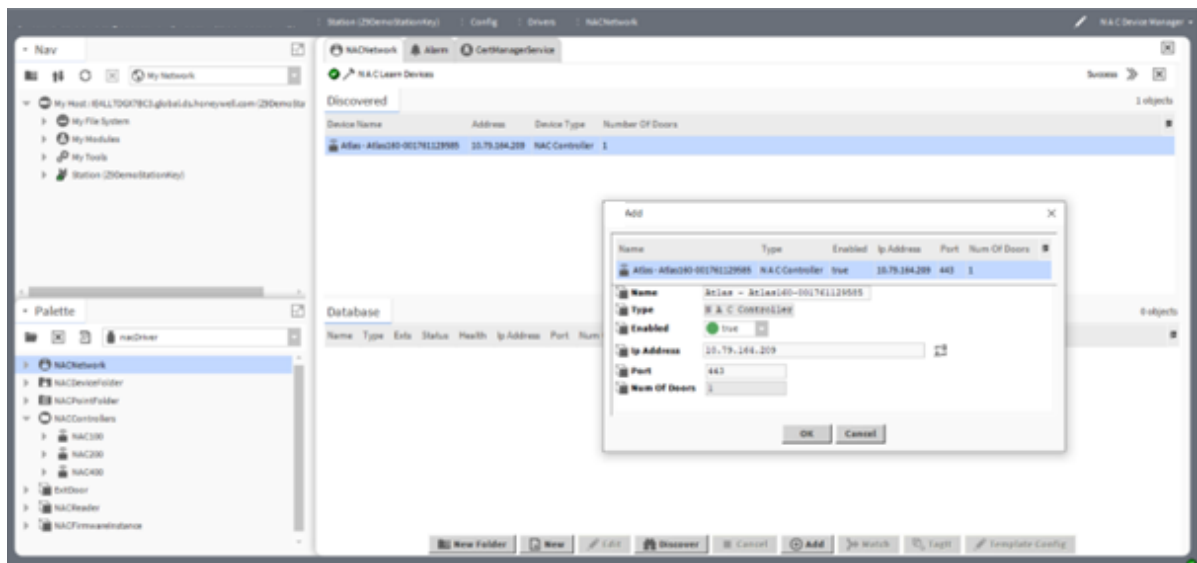 Station (Z9DemoStationKey) : Config : Drivers : NACNetwork
N A C Device Manager
Nav
My Network
My Host : (Z9DemoSta
My File System
My Modules
My Tools
Station (Z9DemoStationKey)
Palette
nacDriver
NACNetwork
NACDeviceFolder
NACPointFolder
NACControllers
NAC100
NAC200
NAC400
ExitDoor
NACReader
NACFirmwareInstance
NACNetwork Alarm CertManagerService
N A C Learn Devices
Success
Discovered
1 objects
Device Name Address Device Type Number Of Doors
Atlas - Atlas160-001761129585 10.79.164.209 NAC Controller 1
Add
Name Type Enabled Ip Address Port Num Of Doors
Atlas - Atlas160-001761129585 N A C Controller true 10.79.164.209 443 1
Name Atlas - Atlas160-001761129585
Type N A C Controller
Enabled true
Ip Address 10.79.164.209
Port 443
Num Of Doors 1
OK Cancel
Database
0 objects
Name Type Exts Status Health Ip Address Port Num
New Folder New Edit Discover Cancel Add Match TagIt Template Config